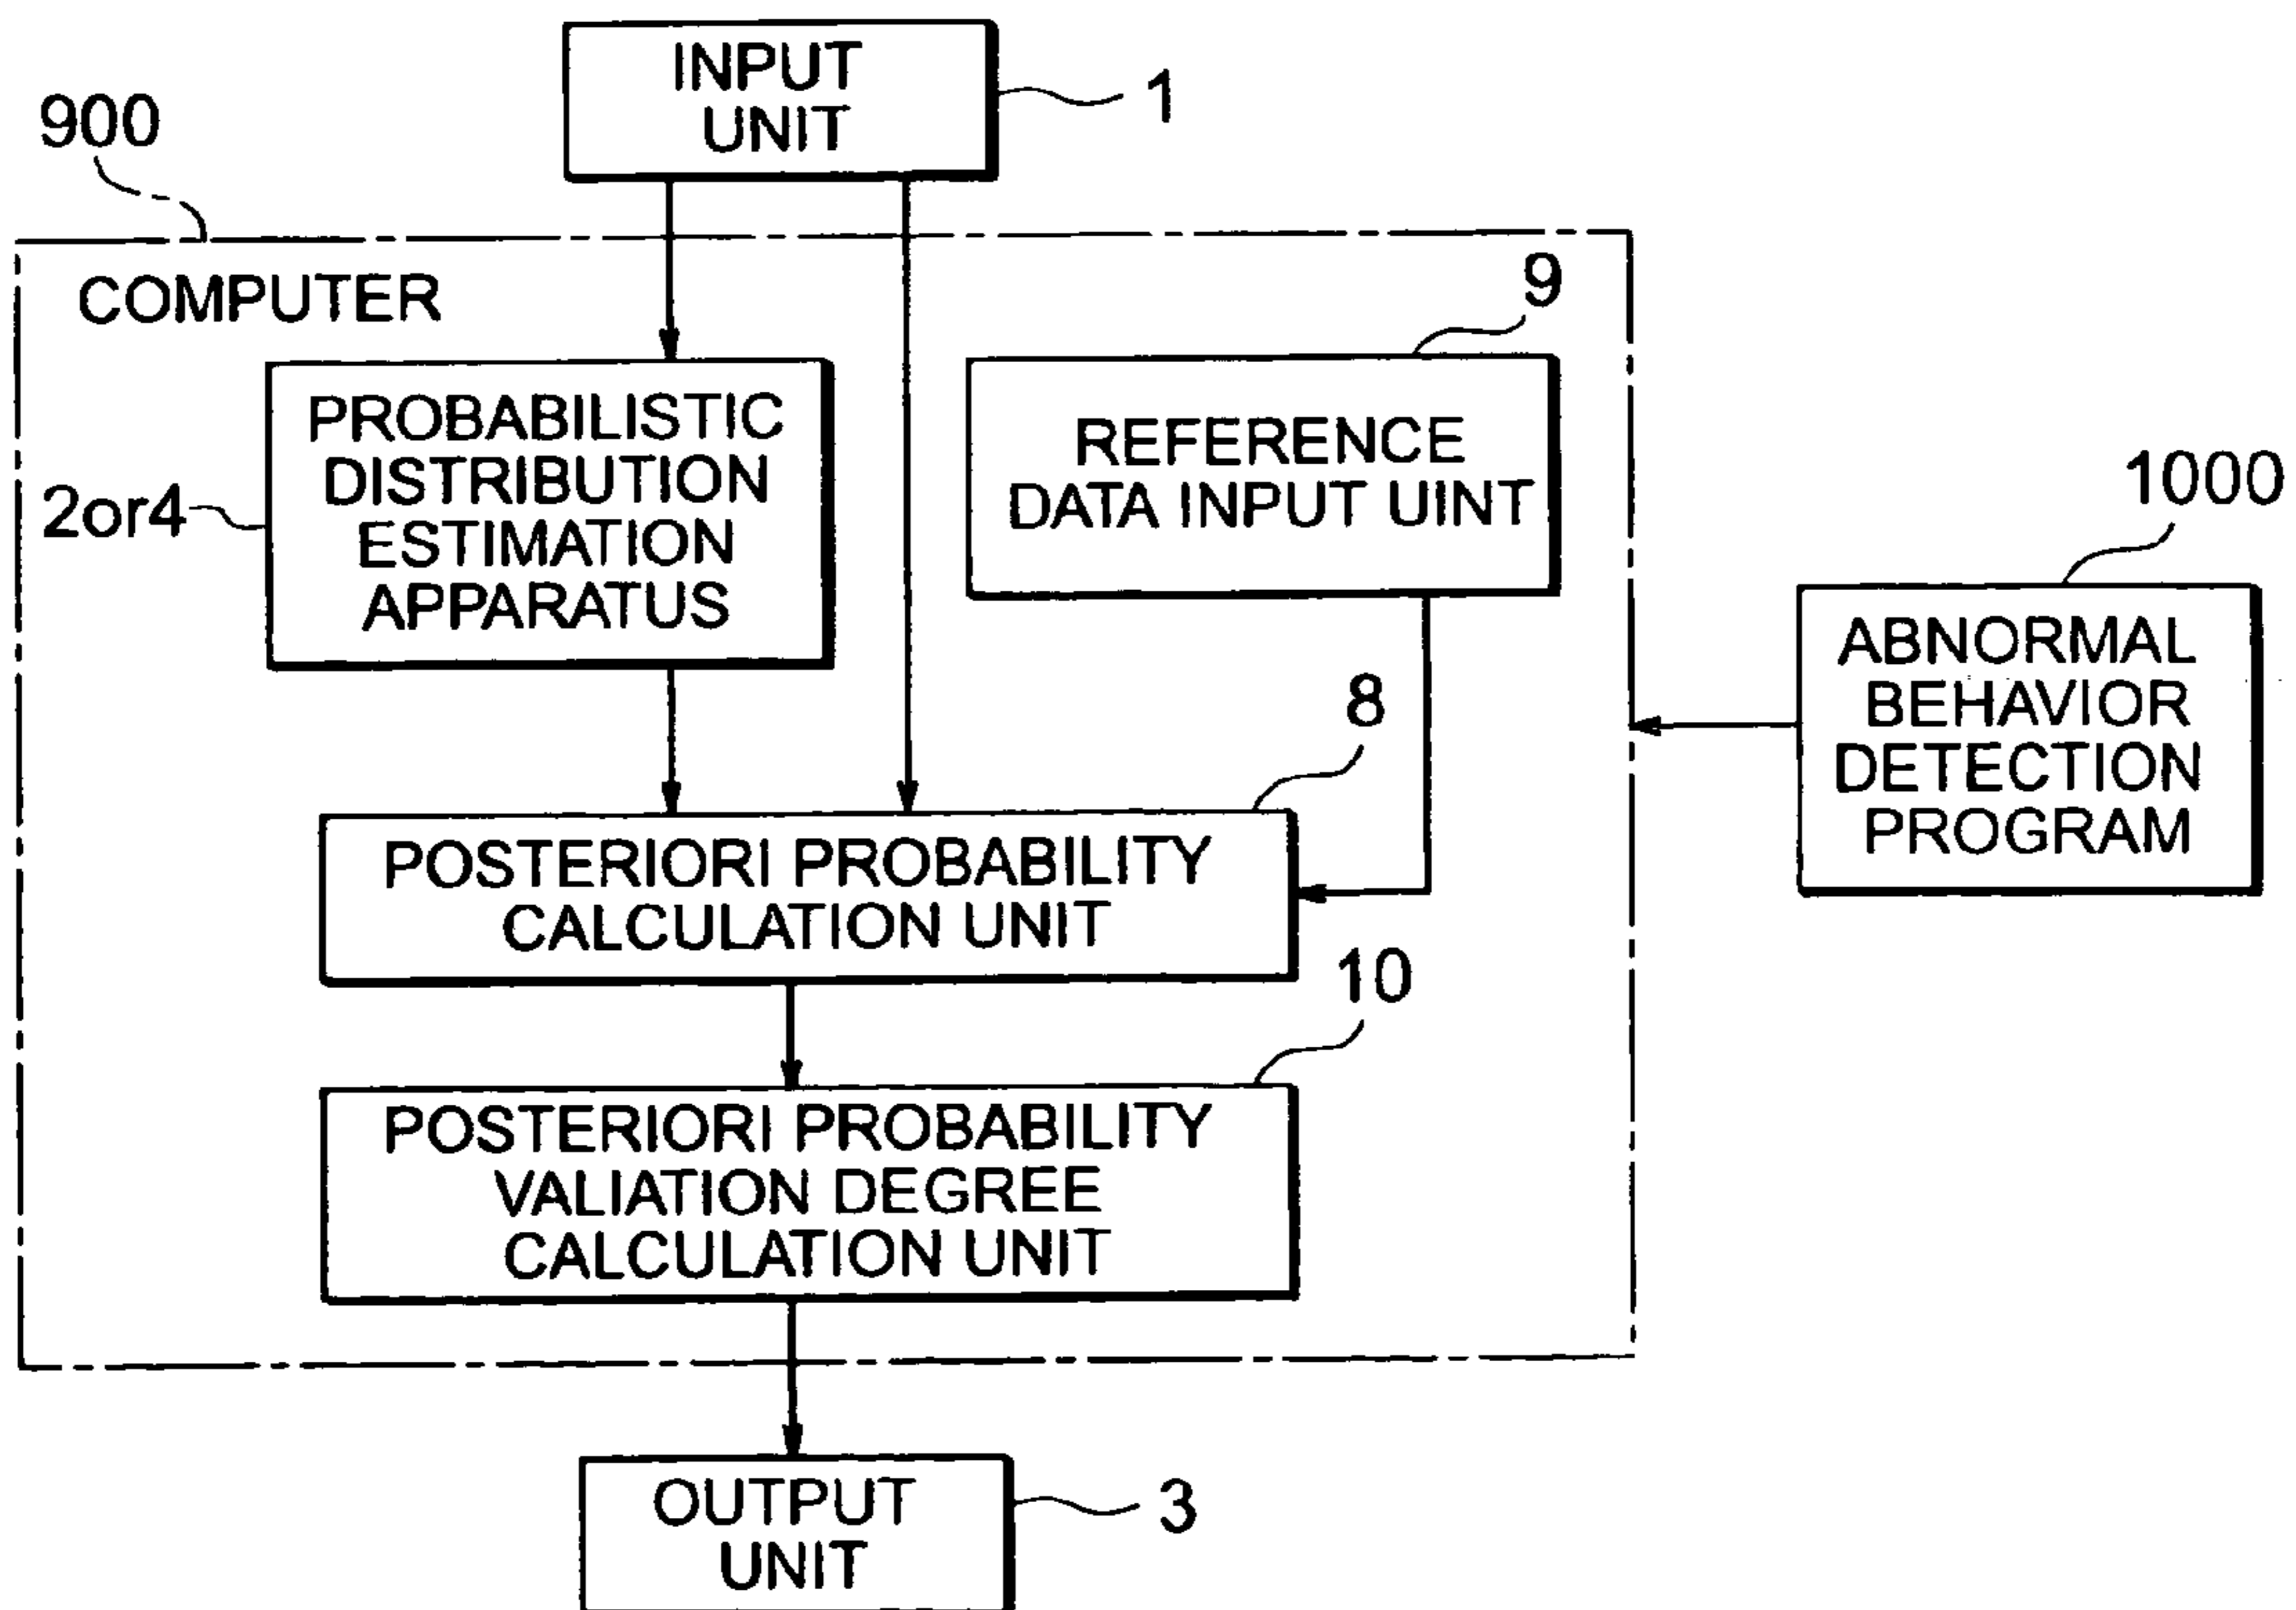 INPUT
UNIT
1
900
COMPUTER
9
PROBABILISTIC
DISTRIBUTION
ESTIMATION
APPARATUS
2or4
REFERENCE
DATA INPUT UINT
1000
ABNORMAL
BEHAVIOR
DETECTION
PROGRAM
8
POSTERIORI PROBABILITY
CALCULATION UNIT
10
POSTERIORI PROBABILITY
VALIATION DEGREE
CALCULATION UNIT
OUTPUT
UNIT
3